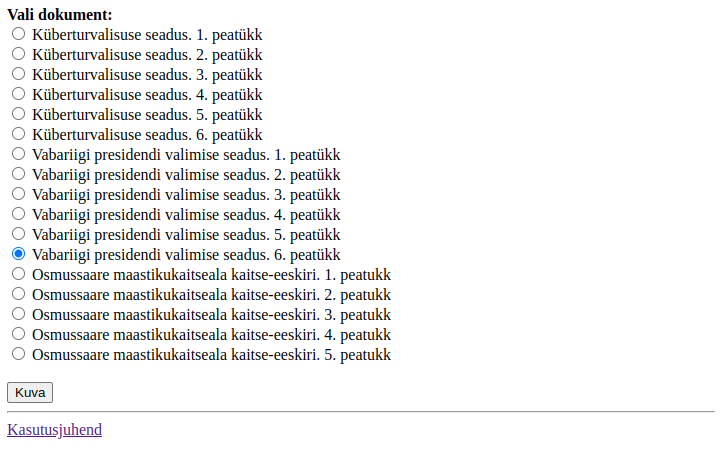 Vali dokument:
Küberturvalisuse seadus. 1. peatükk
Küberturvalisuse seadus. 2. peatükk
Küberturvalisuse seadus. 3. peatükk
Küberturvalisuse seadus. 4. peatükk
Küberturvalisuse seadus. 5. peatükk
Küberturvalisuse seadus. 6. peatükk
Vabariigi presidendi valimise seadus. 1. peatükk
Vabariigi presidendi valimise seadus. 2. peatükk
Vabariigi presidendi valimise seadus. 3. peatükk
Vabariigi presidendi valimise seadus. 4. peatükk
Vabariigi presidendi valimise seadus. 5. peatükk
Vabariigi presidendi valimise seadus. 6. peatükk
Osmussaare maastikukaitseala kaitse-eeskiri. 1. peatukk
Osmussaare maastikukaitseala kaitse-eeskiri. 2. peatukk
Osmussaare maastikukaitseala kaitse-eeskiri. 3. peatukk
Osmussaare maastikukaitseala kaitse-eeskiri. 4. peatukk
Osmussaare maastikukaitseala kaitse-eeskiri. 5. peatukk
Kuva
Kasutusjuhend